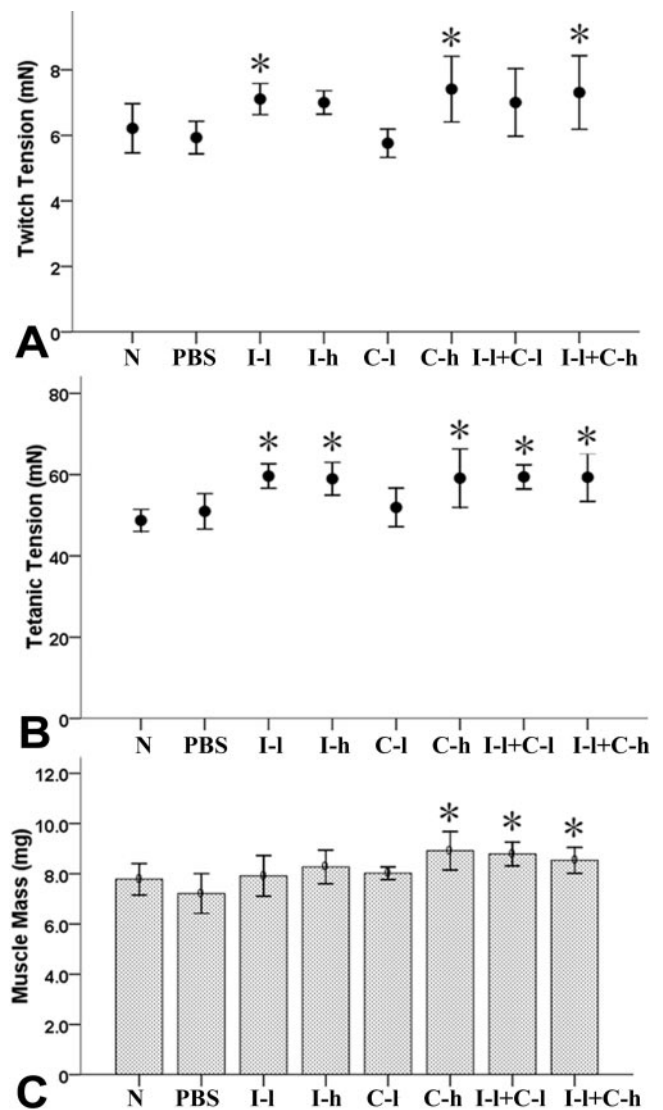 * * *
8
6
4
2
0
Twitch Tension (mN)
A
N PBS I-l I-h C-l C-h I-l+C-l I-l+C-h
* * * * *
80
60
40
20
0
Tetanic Tension (mN)
B
N PBS I-l I-h C-l C-h I-l+C-l I-l+C-h
* * *
12.0
10.0
8.0
6.0
4.0
2.0
0
Muscle Mass (mg)
C
N PBS I-l I-h C-l C-h I-l+C-l I-l+C-h